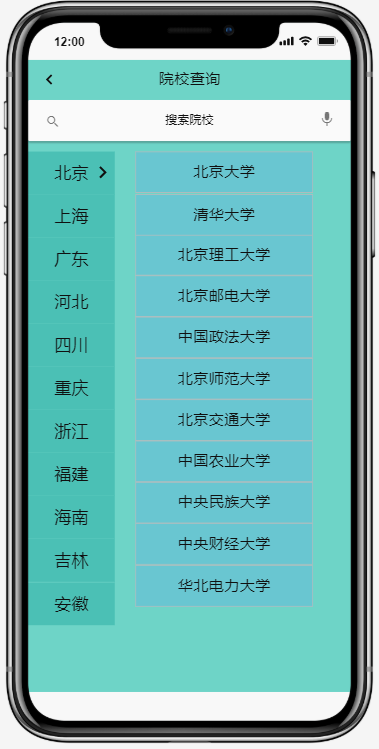 12:00
院校查询
搜索院校
北京
上海
广东
河北
四川
重庆
浙江
福建
海南
吉林
安徽
北京大学
清华大学
北京理工大学
北京邮电大学
中国政法大学
北京师范大学
北京交通大学
中国农业大学
中央民族大学
中央财经大学
华北电力大学